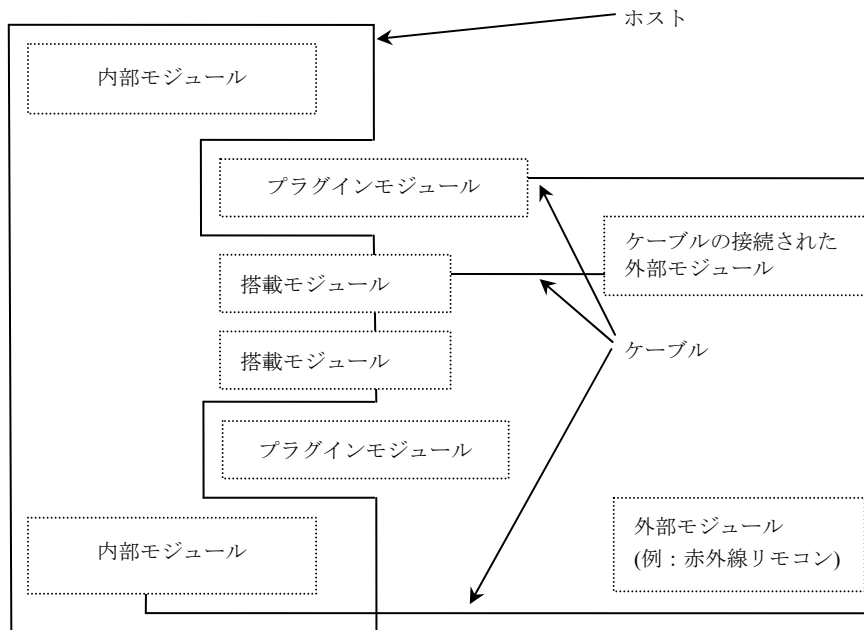 ホスト
内部モジュール
プラグインモジュール
ケーブルの接続された
外部モジュール
搭載モジュール
ケーブル
搭載モジュール
プラグインモジュール
外部モジュール
(例：赤外線リモコン)
内部モジュール